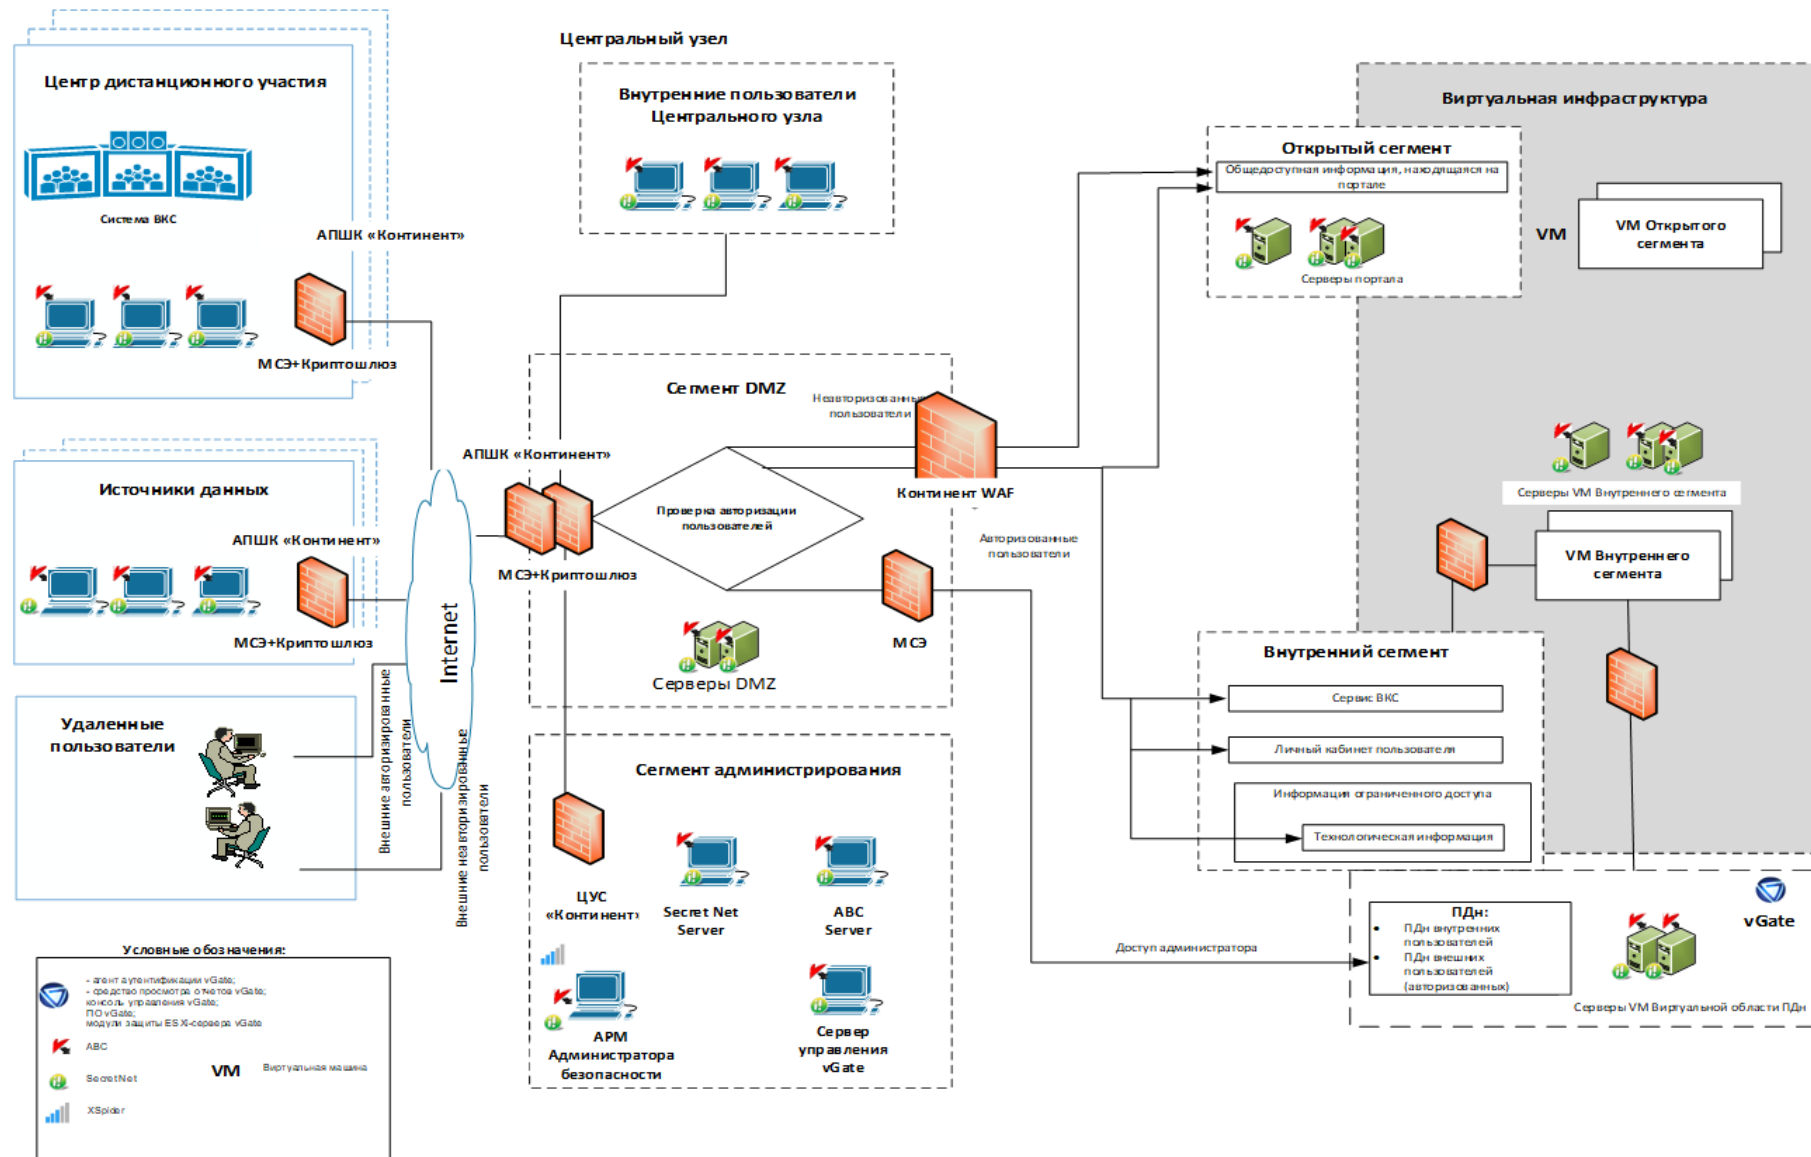 Центральный узел
Центр дистанционного участия
Система ВКС
АПШК «Континент»
МСЭ+Криптошлюз
Источники данных
АПШК «Континент»
МСЭ+Криптошлюз
Удаленные
пользователи
Внешние авторизированные
пользователи
Внешние неавторизированные
пользователи
Internet
Внутренние пользователи
Центрального узла
Сегмент DMZ
АПШК «Континент»
МСЭ+Криптошлюз
Проверка авторизации
пользователей
Неавторизованные
пользователи
Континент WAF
Авторизованные
пользователи
МСЭ
Серверы DMZ
Сегмент администрирования
ЦУС
«Континент»
Secret Net
Server
АВС
Server
АРМ
Администратора
безопасности
Сервер
управления
vGate
Виртуальная инфраструктура
Открытый сегмент
Общедоступная информация, находящаяся на
портале
Серверы портала
VM
VM Открытого
сегмента
Серверы VM Внутреннего сегмента
VM Внутреннего
сегмента
Внутренний сегмент
Сервис ВКС
Личный кабинет пользователя
Информация ограниченного доступа
Технологическая информация
Доступ администратора
ПДн:
• ПДн внутренних
пользователей
• ПДн внешних
пользователей
(авторизованных)
vGate
Серверы VM Виртуальной области ПДн
Условные обозначения:
- агент аутентификации vGate;
- средство просмотра отчетов vGate;
консоль управления vGate;
ПО vGate;
модули защиты ESXi-сервера vGate
АВС
SecretNet
XSpider
VM
Виртуальная машина